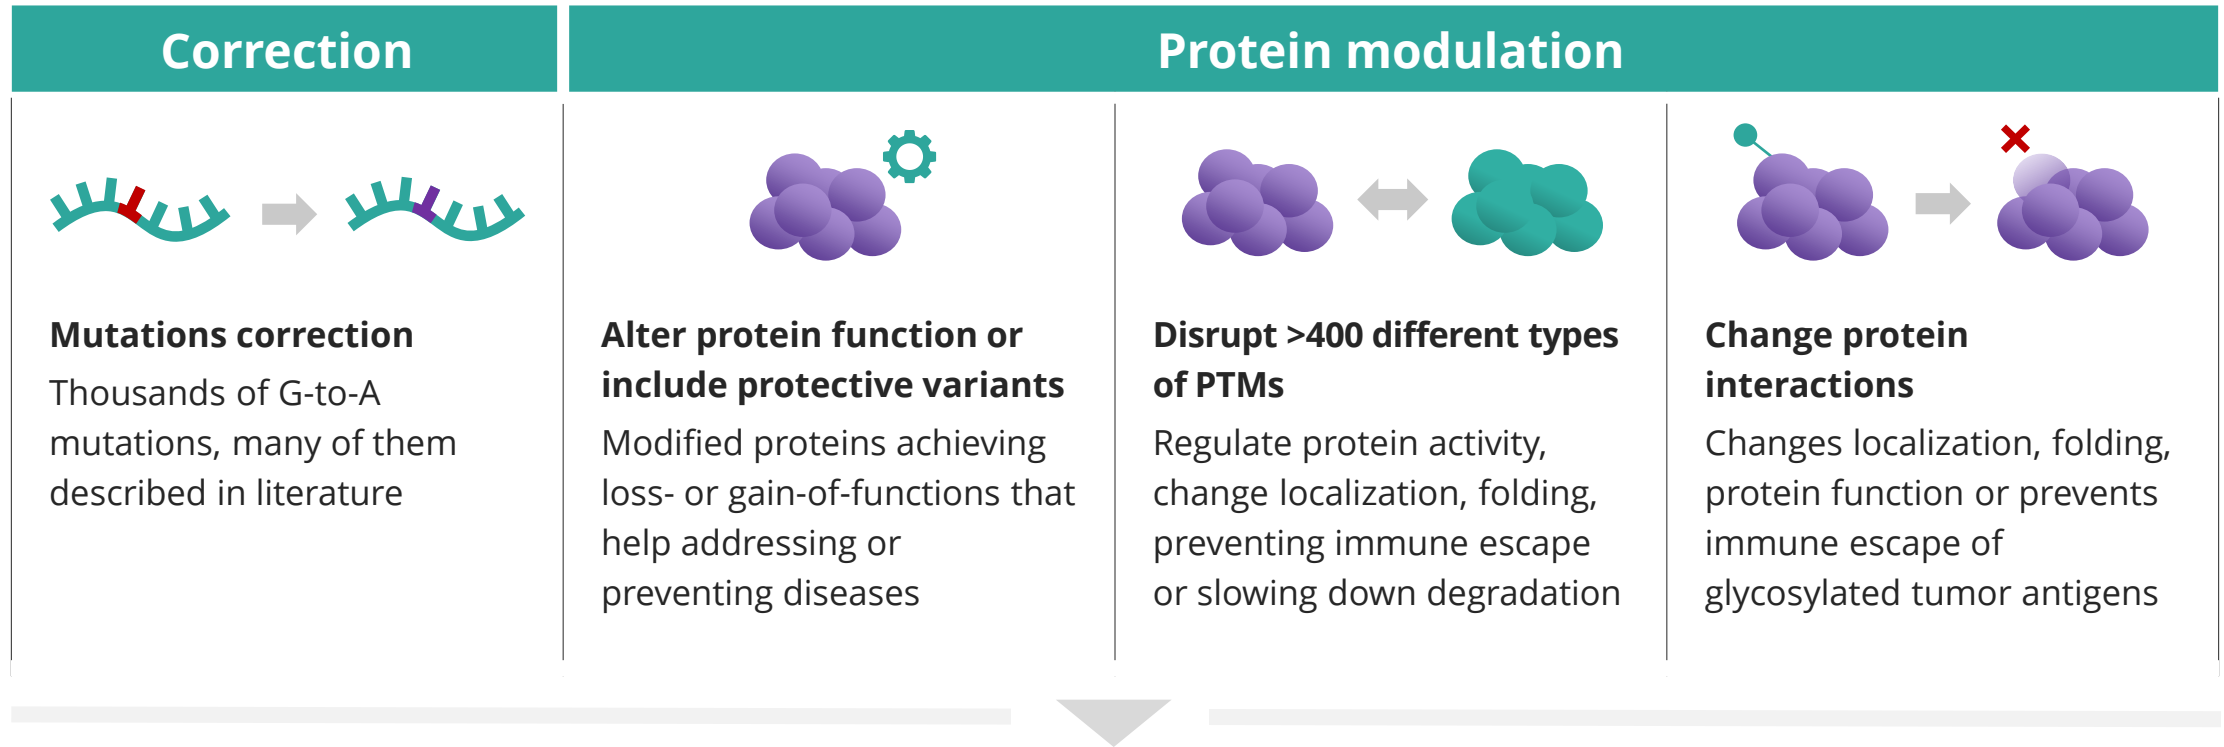 Correction
Protein modulation
Mutations correction
Thousands of G-to-A
mutations, many of them
described in literature
Alter protein function or
include protective variants
Modified proteins achieving
loss- or gain-of-functions that
help addressing or
preventing diseases
Disrupt >400 different types
of PTMs
Regulate protein activity,
change localization, folding,
preventing immune escape
or slowing down degradation
Change protein
interactions
Changes localization, folding,
protein function or prevents
immune escape of
glycosylated tumor antigens